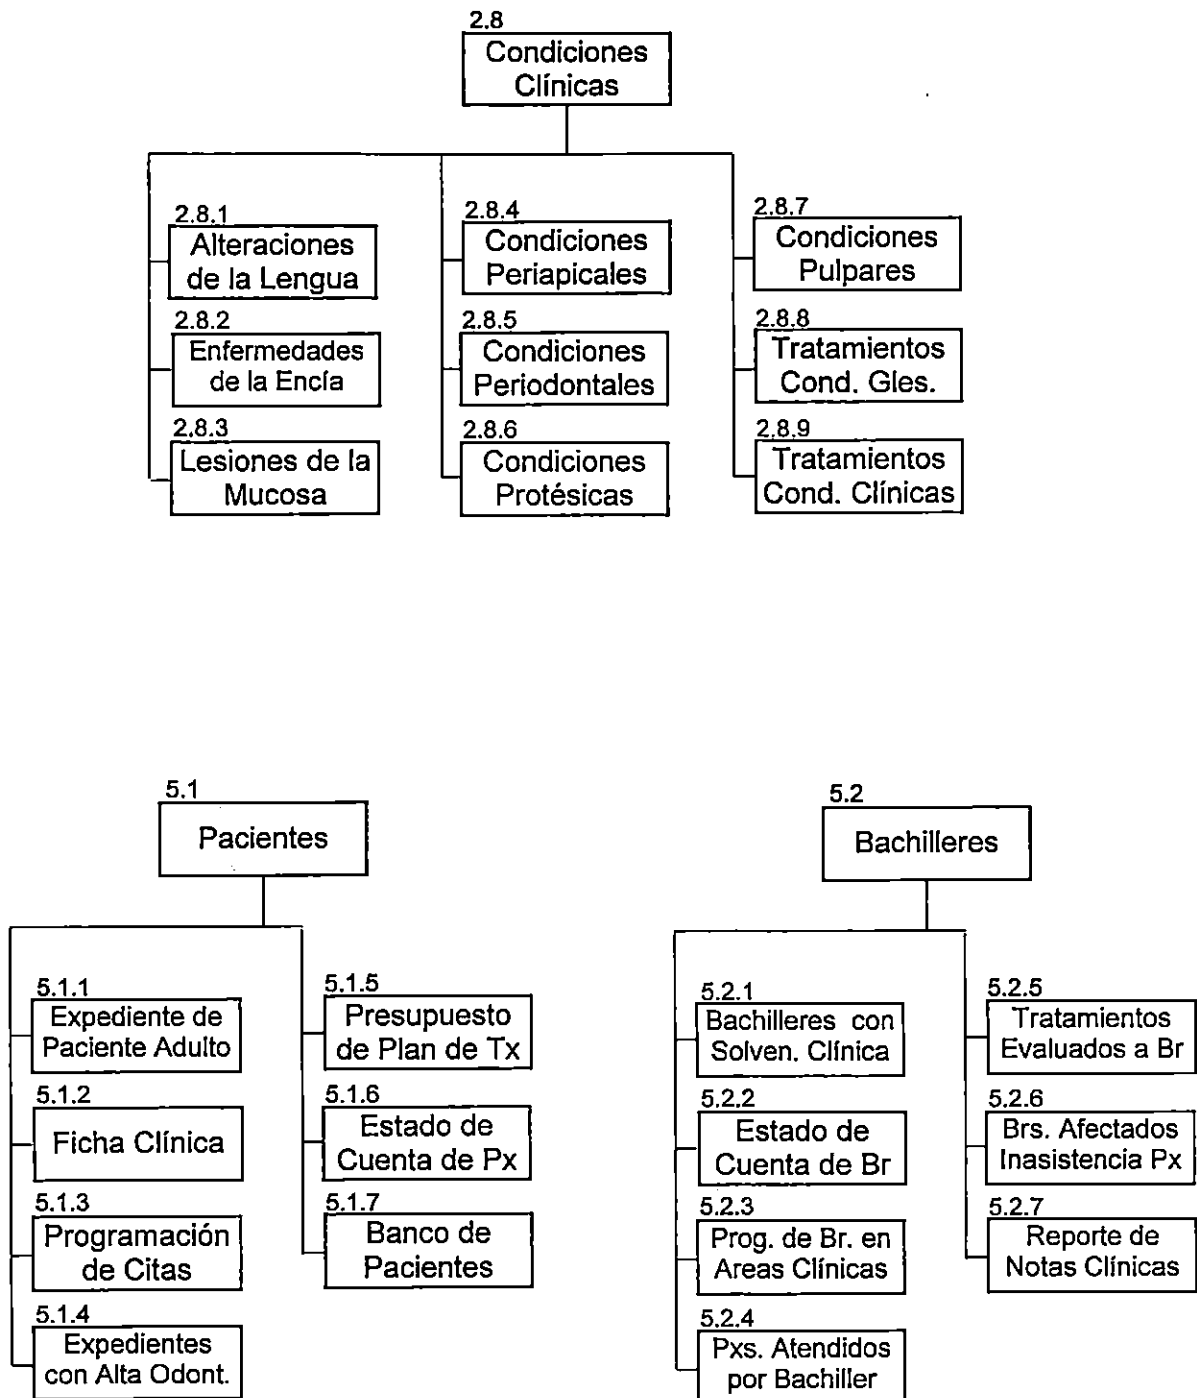 2.8
Condiciones
Clínicas
2.8.1
Alteraciones
de la Lengua
2.8.2
Enfermedades
de la Encía
2.8.3
Lesiones de la
Mucosa
2.8.4
Condiciones
Periapicales
2.8.5
Condiciones
Periodontales
2.8.6
Condiciones
Protésicas
2.8.7
Condiciones
Pulpares
2.8.8
Tratamientos
Cond. Gles.
2.8.9
Tratamientos
Cond. Clínicas
5.1
Pacientes
5.1.1
Expediente de
Paciente Adulto
5.1.2
Ficha Clínica
5.1.3
Programación
de Citas
5.1.4
Expedientes
con Alta Odont.
5.1.5
Presupuesto
de Plan de Tx
5.1.6
Estado de
Cuenta de Px
5.1.7
Banco de
Pacientes
5.2
Bachilleres
5.2.1
Bachilleres con
Solven. Clínica
5.2.2
Estado de
Cuenta de Br
5.2.3
Prog. de Br. en
Areas Clínicas
5.2.4
Pxs. Atendidos
por Bachiller
5.2.5
Tratamientos
Evaluados a Br
5.2.6
Brs. Afectados
Inasistencia Px
5.2.7
Reporte de
Notas Clínicas